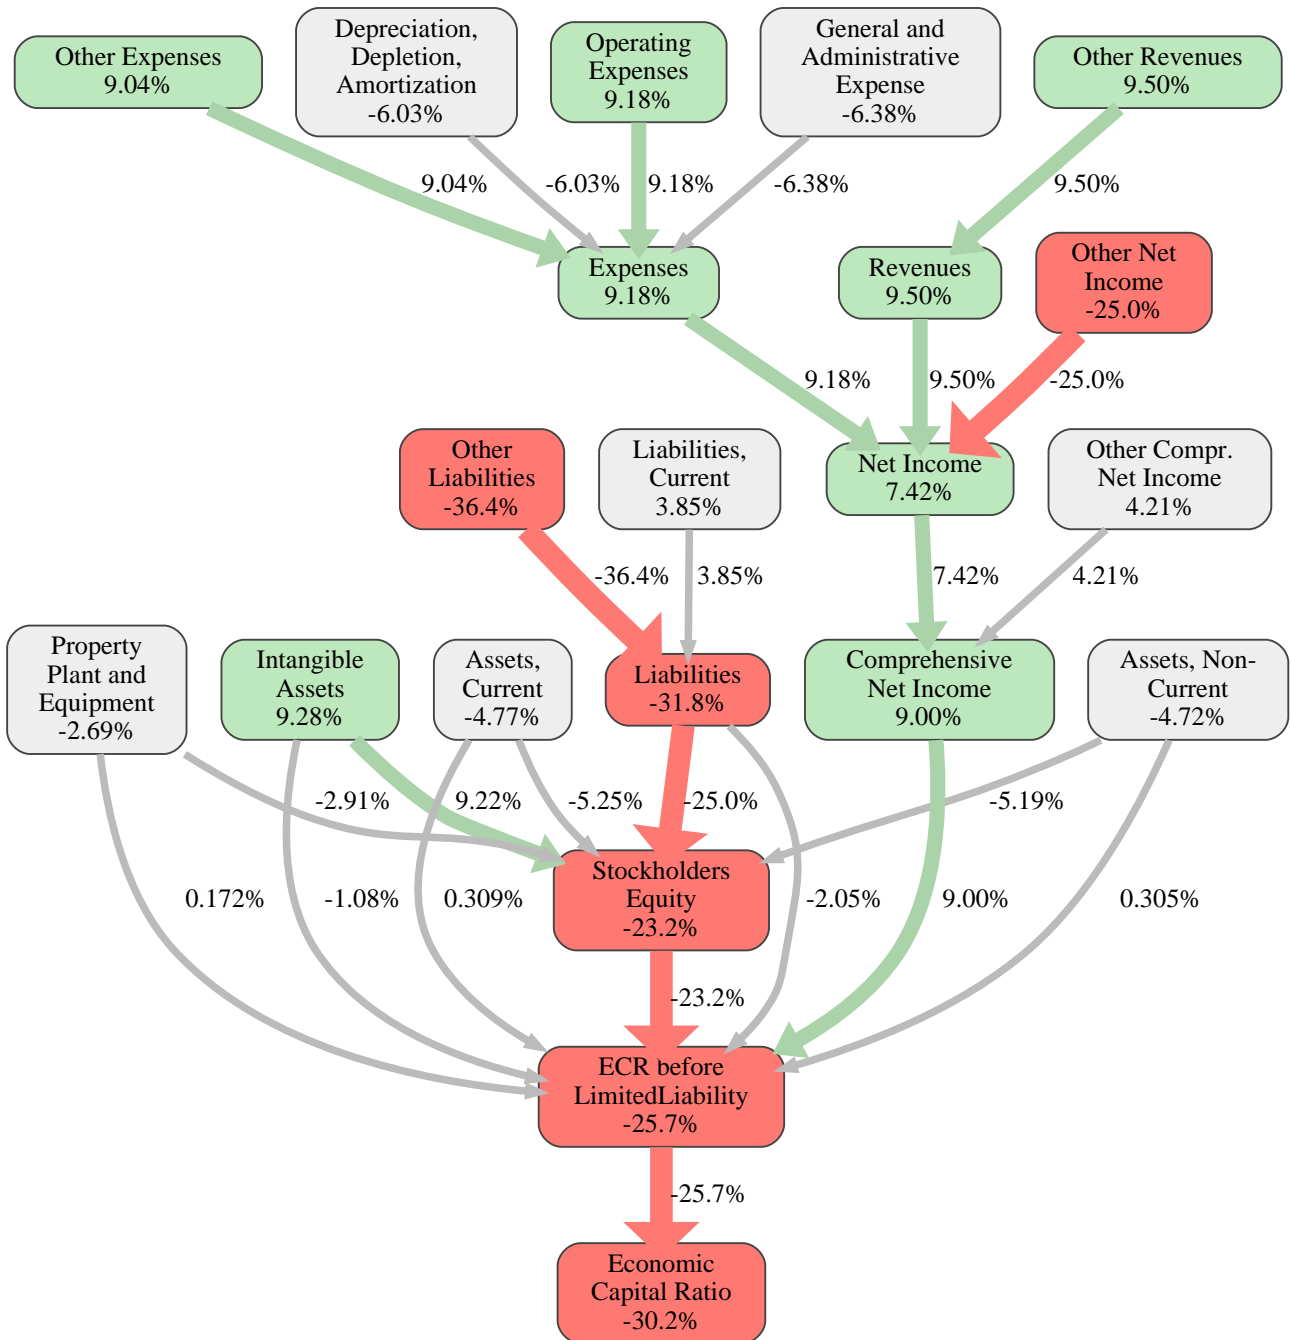 Other Expenses
9.04%
Depreciation,
Depletion,
Amortization
-6.03%
Operating
Expenses
9.18%
General and
Administrative
Expense
-6.38%
Other Revenues
9.50%
9.04%
-6.03%
9.18%
-6.38%
9.50%
Expenses
9.18%
Revenues
9.50%
Other Net
Income
-25.0%
9.18%
9.50%
-25.0%
Other
Liabilities
-36.4%
Liabilities,
Current
3.85%
Net Income
7.42%
Other Compr.
Net Income
4.21%
-36.4%
3.85%
7.42%
4.21%
Property
Plant and
Equipment
-2.69%
Intangible
Assets
9.28%
Assets,
Current
-4.77%
Liabilities
-31.8%
Comprehensive
Net Income
9.00%
Assets, Non-
Current
-4.72%
-2.91%
9.22%
-5.25%
-25.0%
-5.19%
Stockholders
Equity
-23.2%
0.172%
-1.08%
0.309%
-2.05%
9.00%
0.305%
-23.2%
ECR before
LimitedLiability
-25.7%
-25.7%
Economic
Capital Ratio
-30.2%